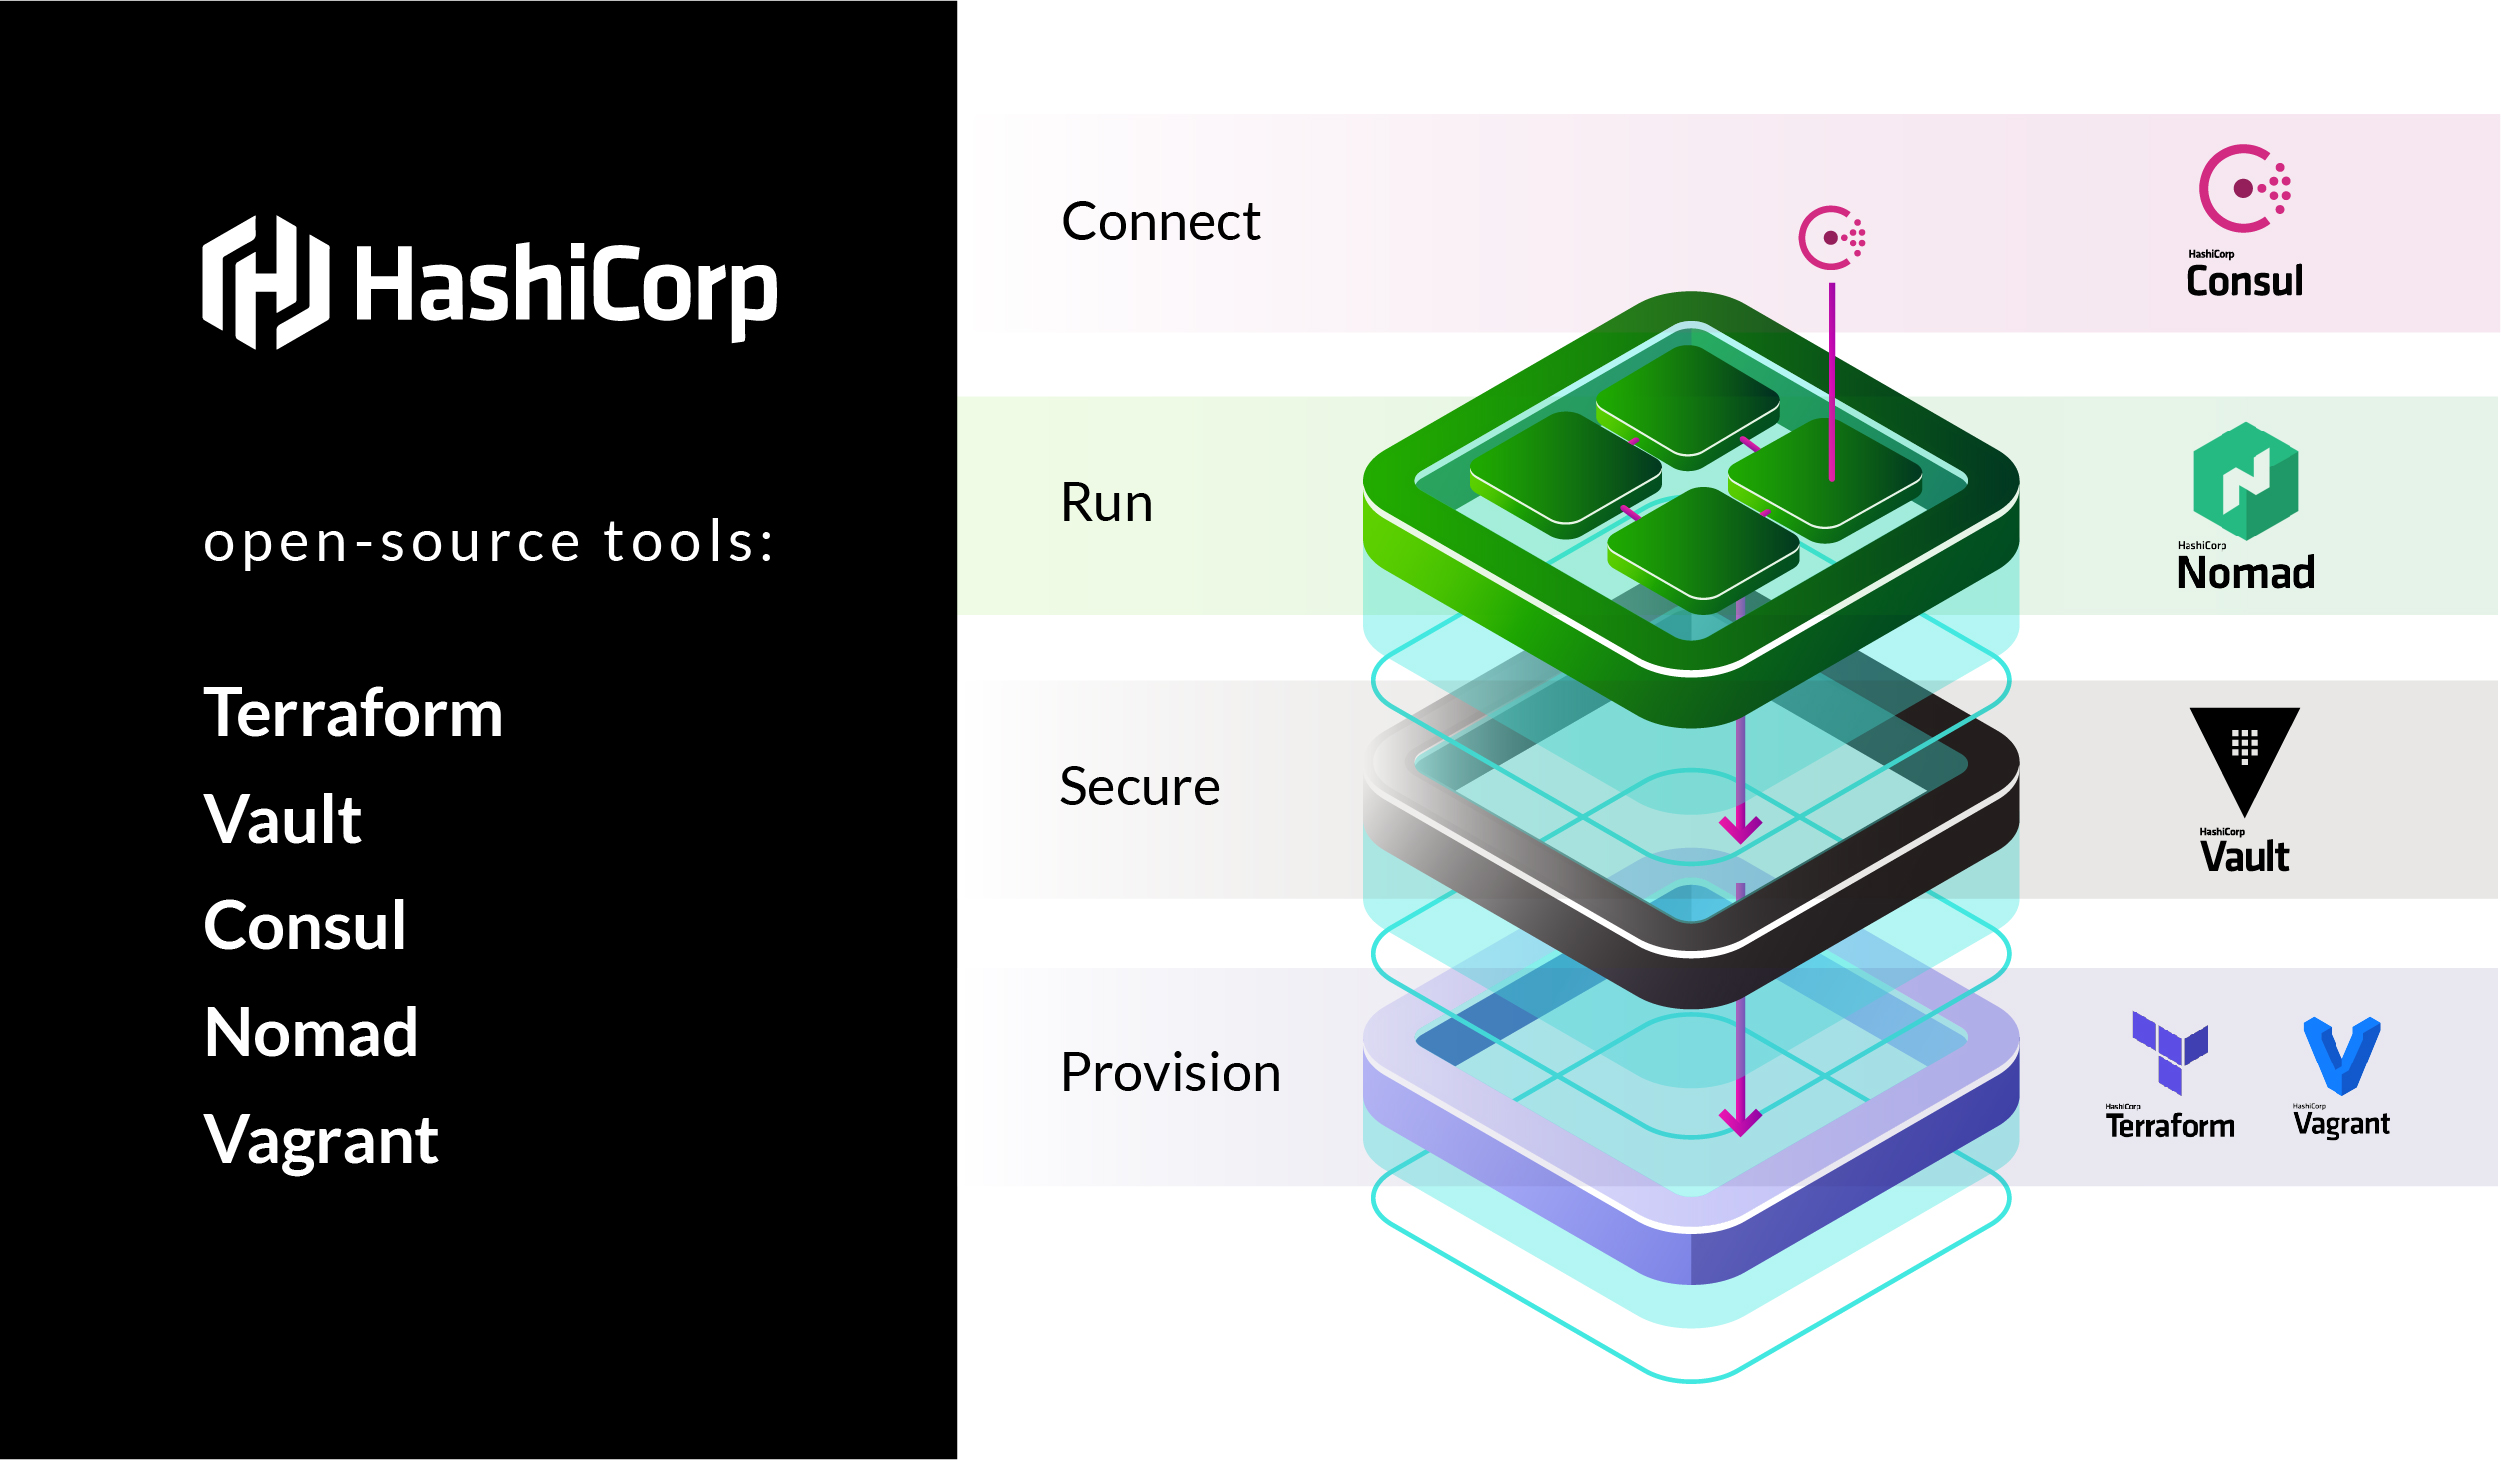 HashiCorp
open-source tools:
Terraform
Vault
Consul
Nomad
Vagrant
Connect
HashiCorp
Consul
Run
HashiCorp
Nomad
Secure
HashiCorp
Vault
Provision
HashiCorp
Terraform
HashiCorp
Vagrant